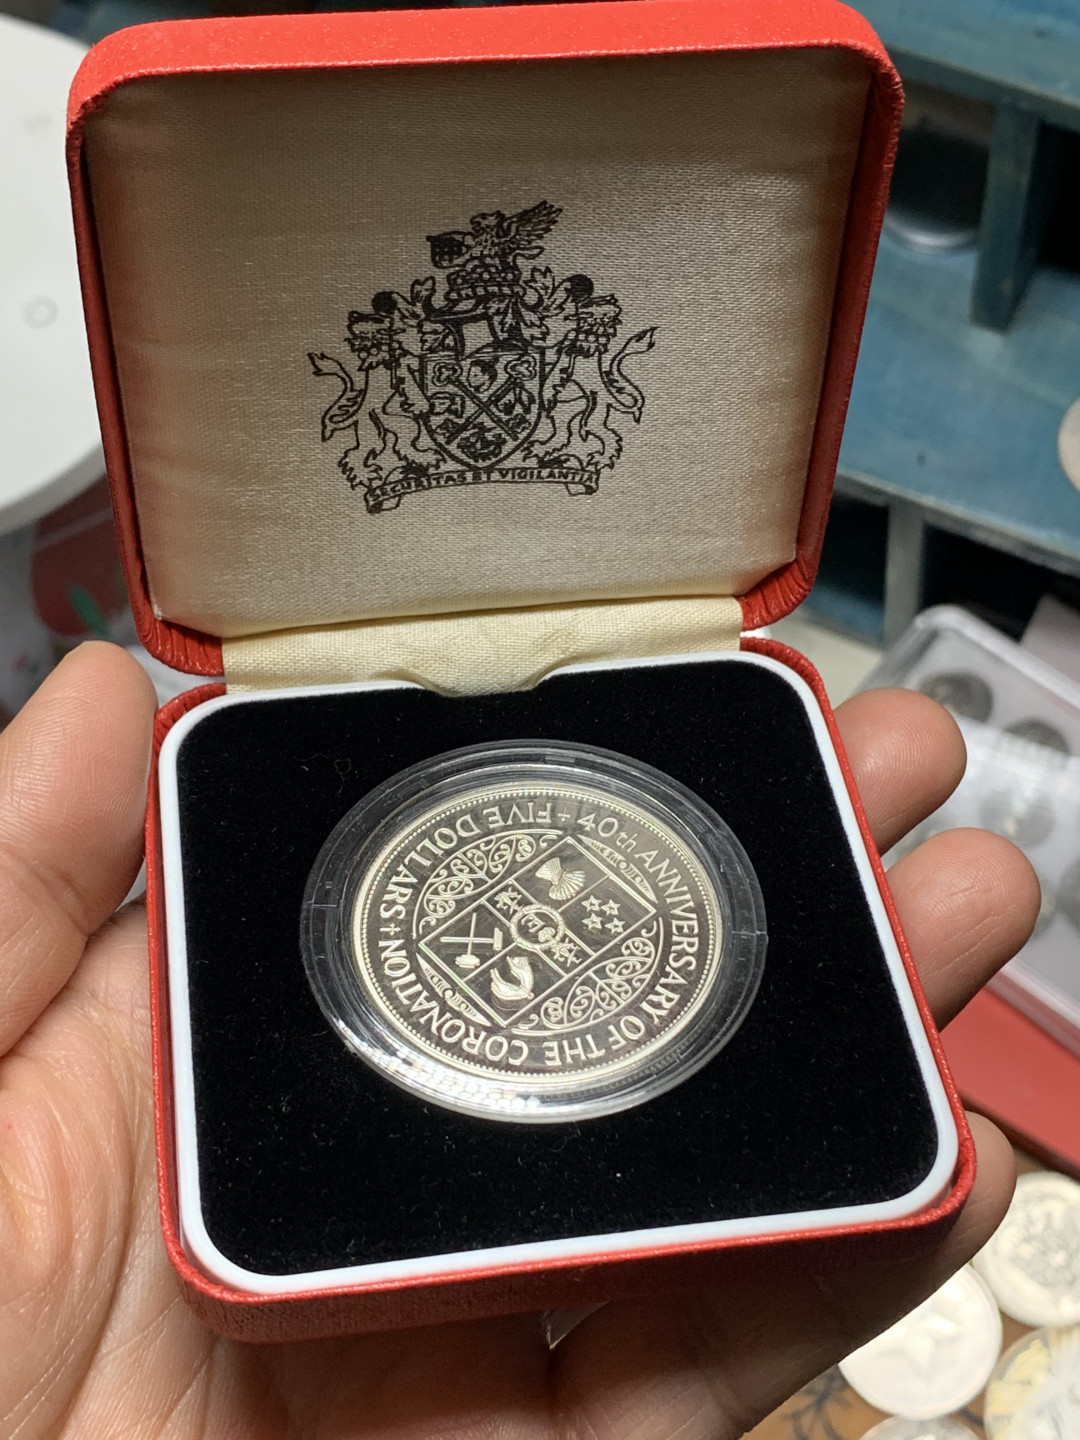 SECURITAS ET VIGILANTIA
40th ANNIVERSARY OF THE CORONATION + FIVE DOLLARS +